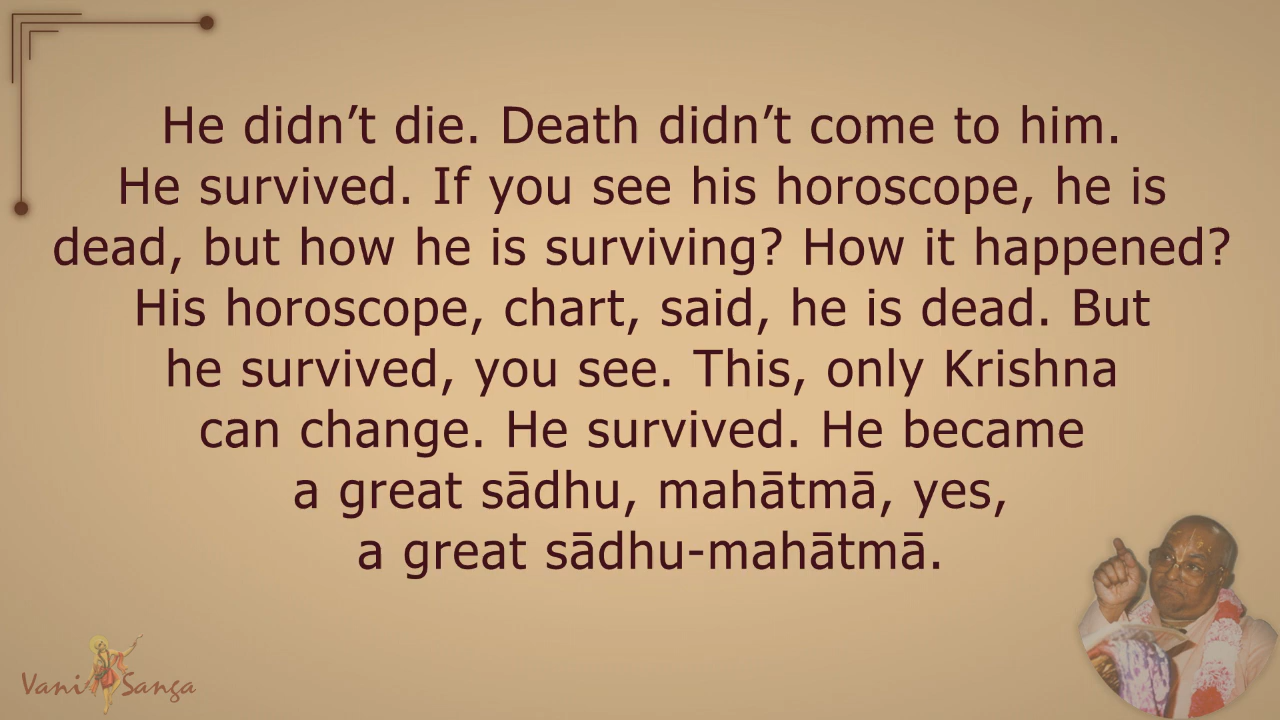 He didn’t die. Death didn’t come to him.
He survived. If you see his horoscope, he is
dead, but how he is surviving? How it happened?
His horoscope, chart, said, he is dead. But
he survived, you see. This, only Krishna
can change. He survived. He became
a great sādhu, mahātmā, yes,
a great sādhu-mahātmā.
Vani Sanga